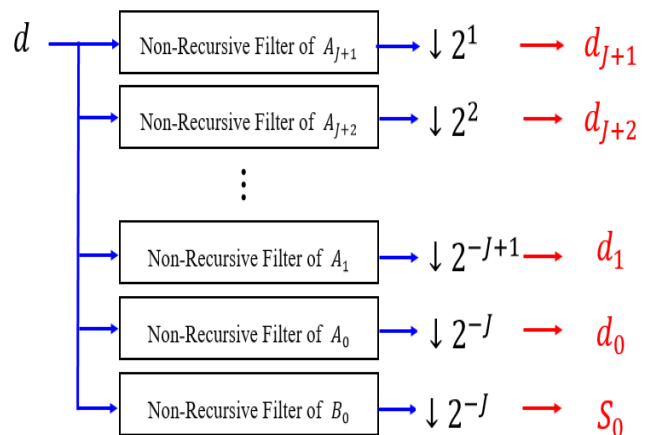 d Non-Recursive Filter of A_{J+1} ↓ 2^1 d_{J+1}
Non-Recursive Filter of A_{J+2} ↓ 2^2 d_{J+2}
⋮
Non-Recursive Filter of A_1 ↓ 2^{-J+1} d_1
Non-Recursive Filter of A_0 ↓ 2^{-J} d_0
Non-Recursive Filter of B_0 ↓ 2^{-J} S_0